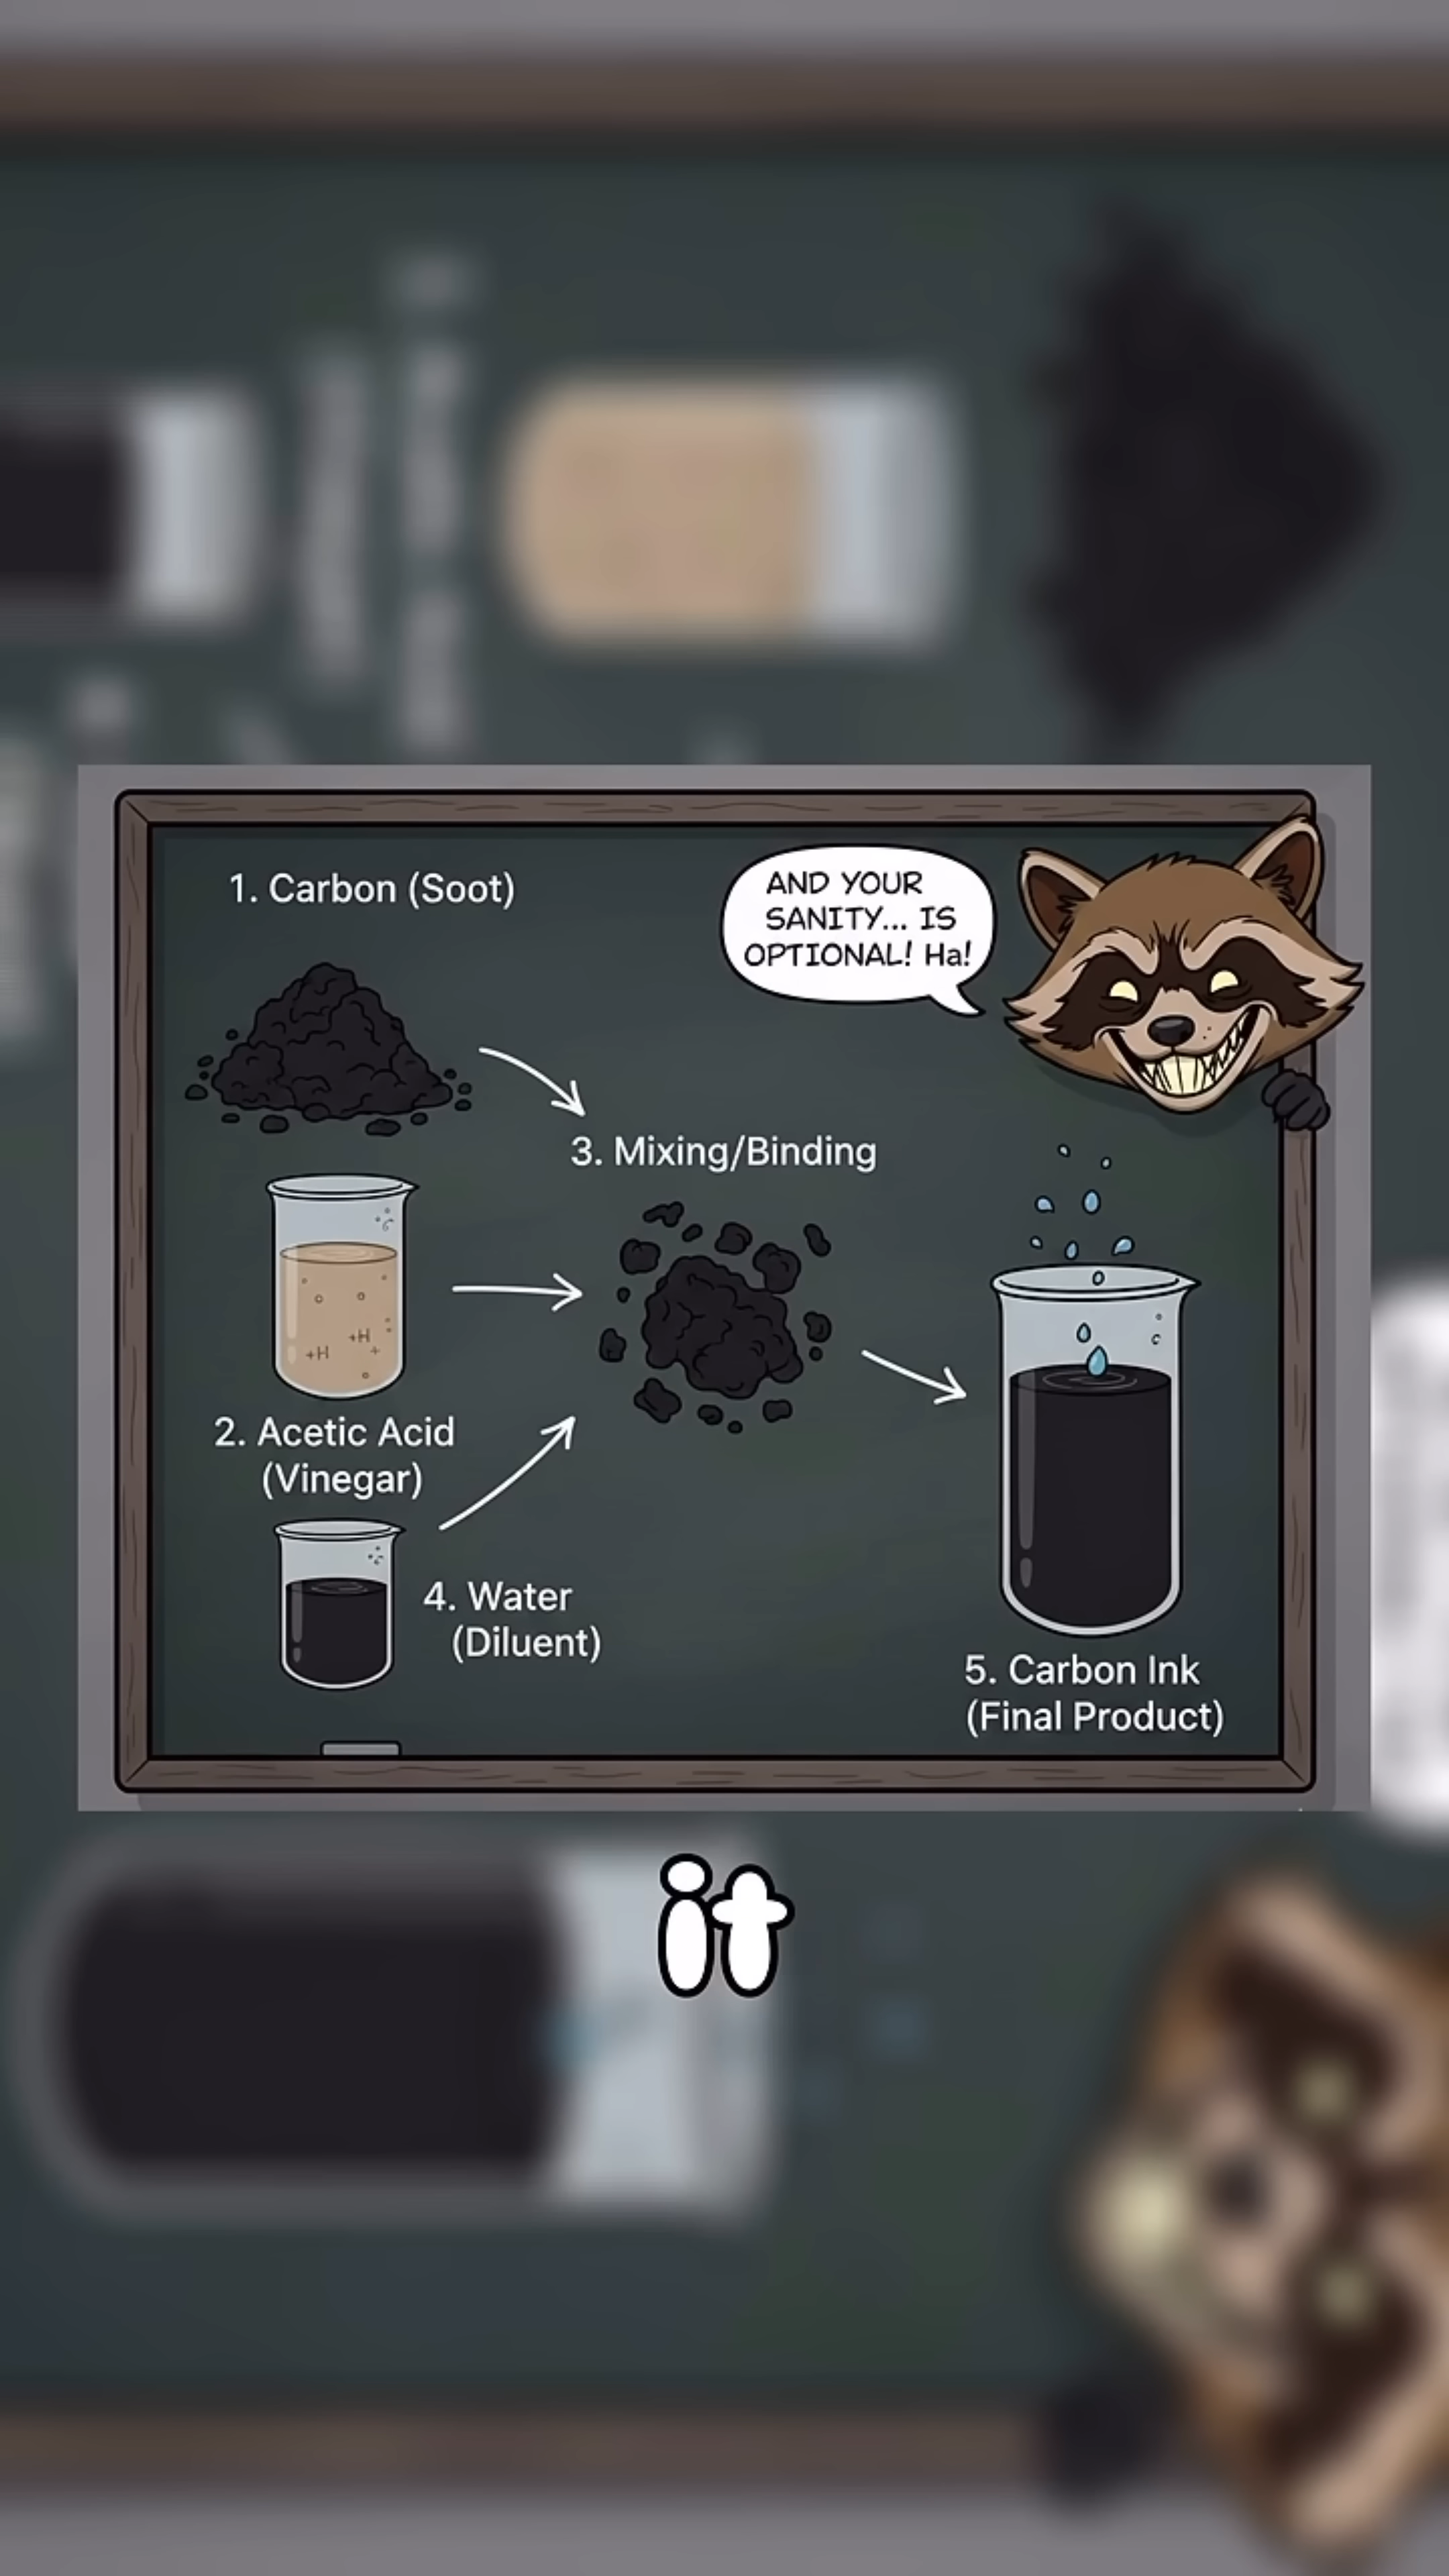 1. Carbon (Soot)
AND YOUR
SANITY... IS
OPTIONAL! Ha!
3. Mixing/Binding
+H
+H
+
2. Acetic Acid
(Vinegar)
4. Water
(Diluent)
5. Carbon Ink
(Final Product)
it